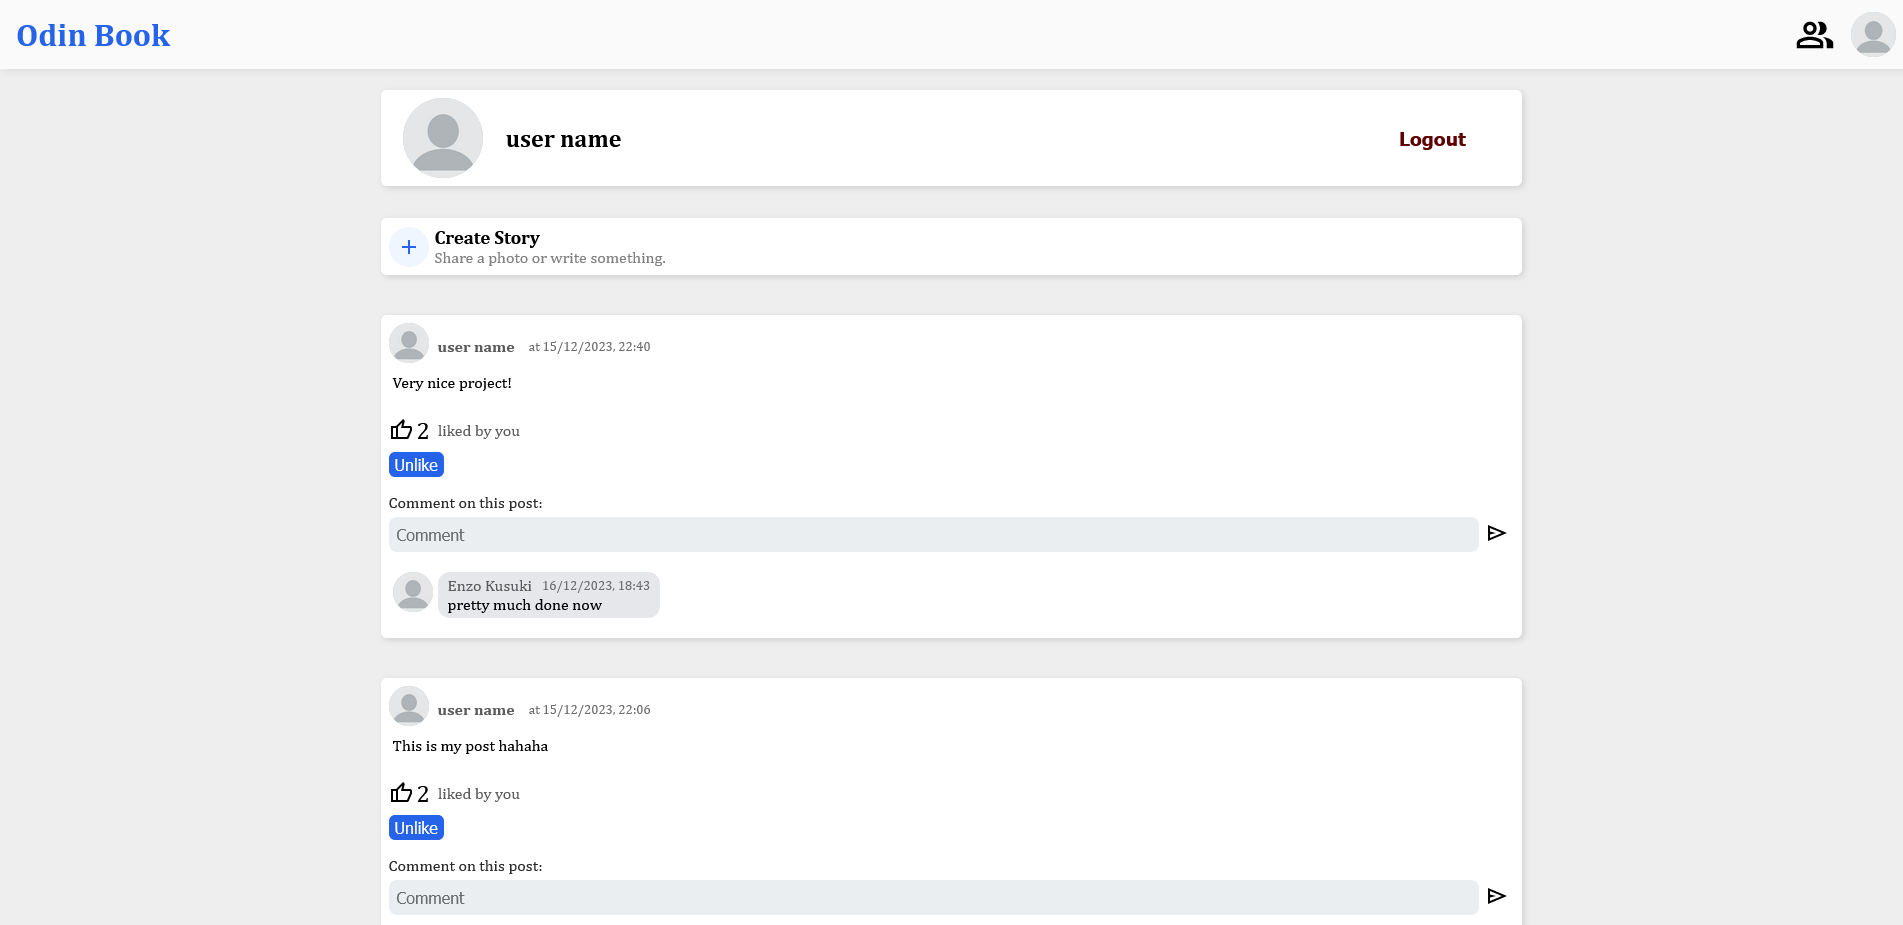 Odin Book
user name
Logout
Create Story
Share a photo or write something.
user name at 15/12/2023, 22:40
Very nice project!
2 liked by you
Unlike
Comment on this post:
Comment
Enzo Kusuki 16/12/2023, 18:43
pretty much done now
user name at 15/12/2023, 22:06
This is my post hahaha
2 liked by you
Unlike
Comment on this post:
Comment